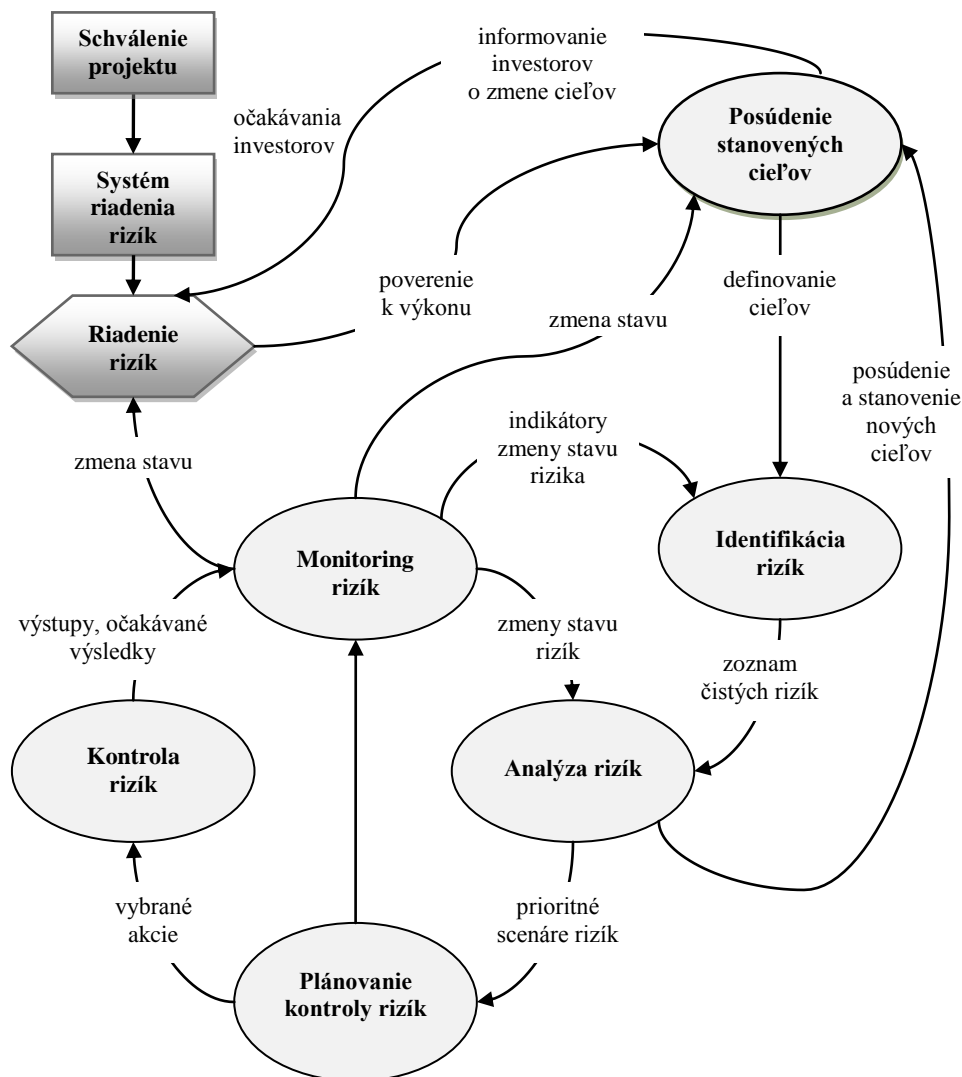 Schválenie
projektu
informovanie
investorov
o zmene cieľov
očakávania
investorov
Posúdenie
stanovených
cieľov
Systém
riadenia
rizík
poverenie
k výkonu
definovanie
cieľov
zmena stavu
Riadenie
rizík
posúdenie
a stanovenie
nových
cieľov
indikátory
zmeny stavu
rizika
zmena stavu
Monitoring
rizík
Identifikácia
rizík
výstupy, očakávané
výsledky
zmeny stavu
rizík
zoznam
čistých rizík
Kontrola
rizík
Analýza rizík
vybrané
akcie
prioritné
scenáre rizík
Plánovanie
kontroly rizík